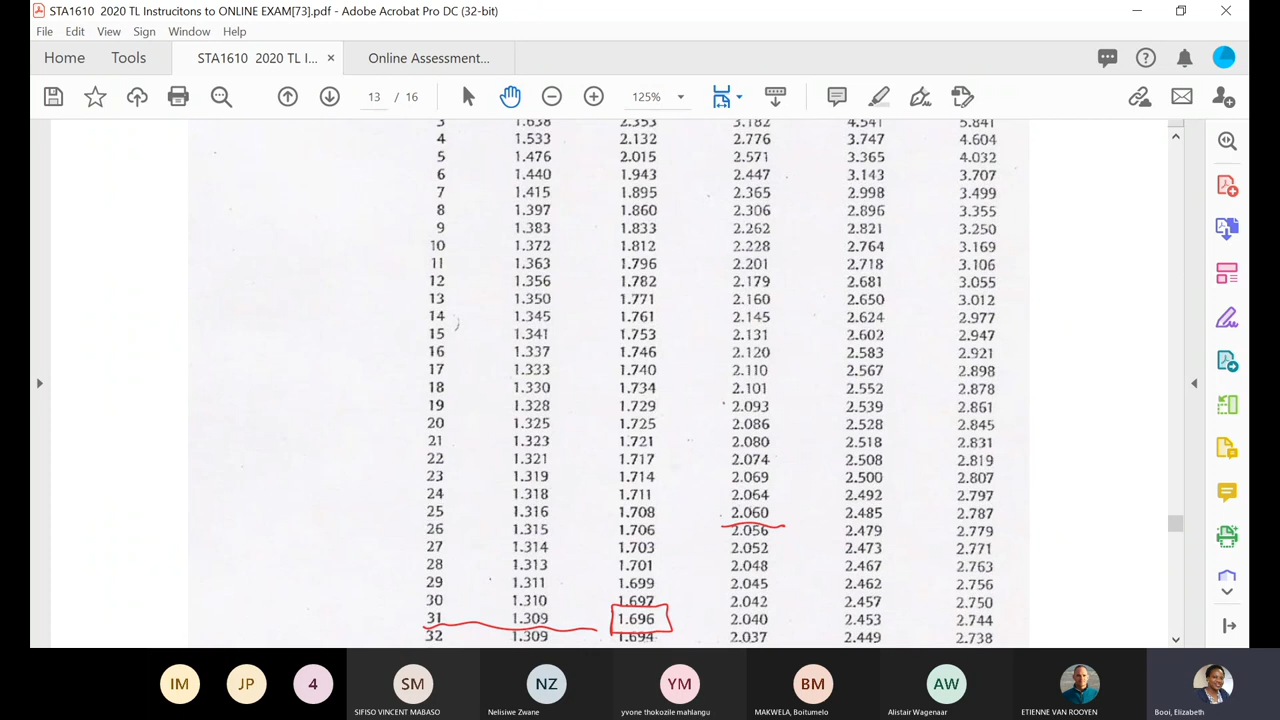 STA1610 2020 TL Instrucitons to ONLINE EXAM[73].pdf - Adobe Acrobat Pro DC (32-bit)
File Edit View Sign Window Help
Home Tools STA1610 2020 TL I... × Online Assessment...
13 / 16 125%
3 1.638 2.353 3.182 4.541 5.841
4 1.533 2.132 2.776 3.747 4.604
5 1.476 2.015 2.571 3.365 4.032
6 1.440 1.943 2.447 3.143 3.707
7 1.415 1.895 2.365 2.998 3.499
8 1.397 1.860 2.306 2.896 3.355
9 1.383 1.833 2.262 2.821 3.250
10 1.372 1.812 2.228 2.764 3.169
11 1.363 1.796 2.201 2.718 3.106
12 1.356 1.782 2.179 2.681 3.055
13 1.350 1.771 2.160 2.650 3.012
14 1.345 1.761 2.145 2.624 2.977
15 1.341 1.753 2.131 2.602 2.947
16 1.337 1.746 2.120 2.583 2.921
17 1.333 1.740 2.110 2.567 2.898
18 1.330 1.734 2.101 2.552 2.878
19 1.328 1.729 2.093 2.539 2.861
20 1.325 1.725 2.086 2.528 2.845
21 1.323 1.721 2.080 2.518 2.831
22 1.321 1.717 2.074 2.508 2.819
23 1.319 1.714 2.069 2.500 2.807
24 1.318 1.711 2.064 2.492 2.797
25 1.316 1.708 2.060 2.485 2.787
26 1.315 1.706 2.056 2.479 2.779
27 1.314 1.703 2.052 2.473 2.771
28 1.313 1.701 2.048 2.467 2.763
29 1.311 1.699 2.045 2.462 2.756
30 1.310 1.697 2.042 2.457 2.750
31 1.309 1.696 2.040 2.453 2.744
32 1.309 1.694 2.037 2.449 2.738
IM JP 4 SM NZ YM BM AW
SIFISO VINCENT MABASO Nelisiwe Zwane yvone thokozile mahlangu MAKWELA, Boitumelo Alistair Wagenaar ETIENNE VAN ROOYEN Booi, Elizabeth